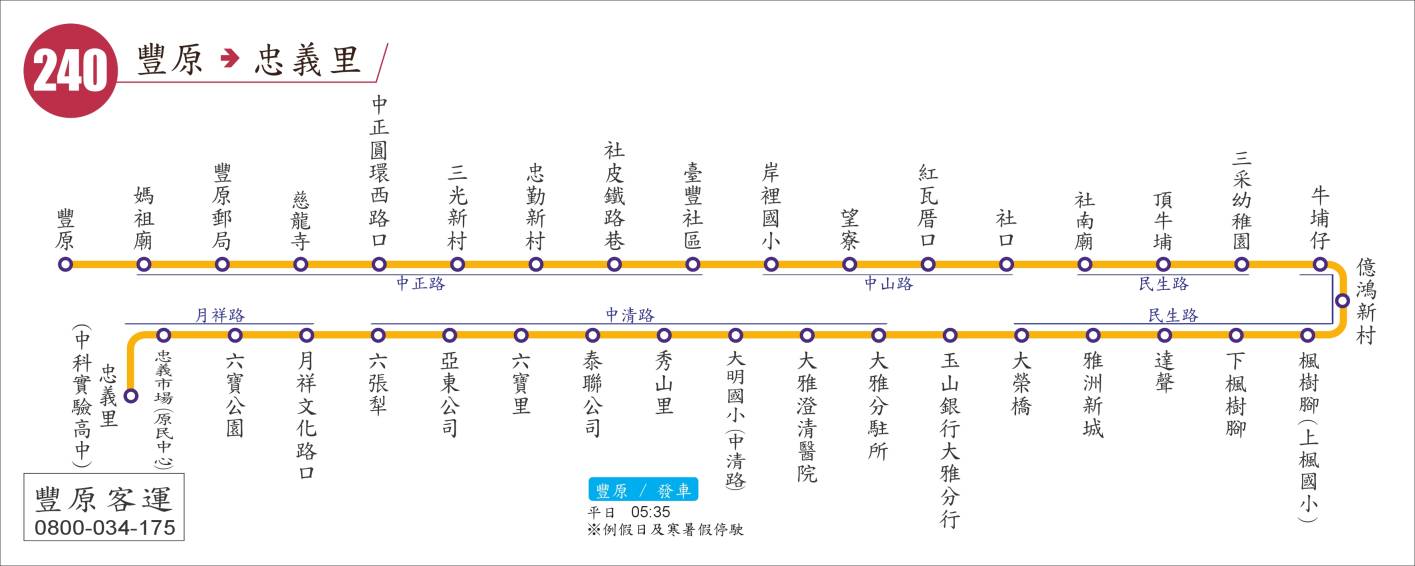 240
豐原 ➔ 忠義里
豐原
媽祖廟
豐原郵局
慈龍寺
中正圓環西路口
三光新村
忠勤新村
社皮鐵路巷
臺豐社區
岸裡國小
望寮
紅瓦厝口
社口
社南廟
頂牛埔
三采幼稚園
牛埔仔
中正路
中山路
民生路
億鴻新村
月祥路
中清路
民生路
楓樹腳(上楓國小)
下楓樹腳
達聲
雅洲新城
大榮橋
玉山銀行大雅分行
大雅分駐所
大雅澄清醫院
大明國小(中清路)
秀山里
泰聯公司
六寶里
亞東公司
六張犁
月祥文化路口
六寶公園
忠義市場(原民中心)
忠義里
(中科實驗高中)
豐原客運
0800-034-175
豐原 / 發車
平日 05:35
※例假日及寒暑假停駛